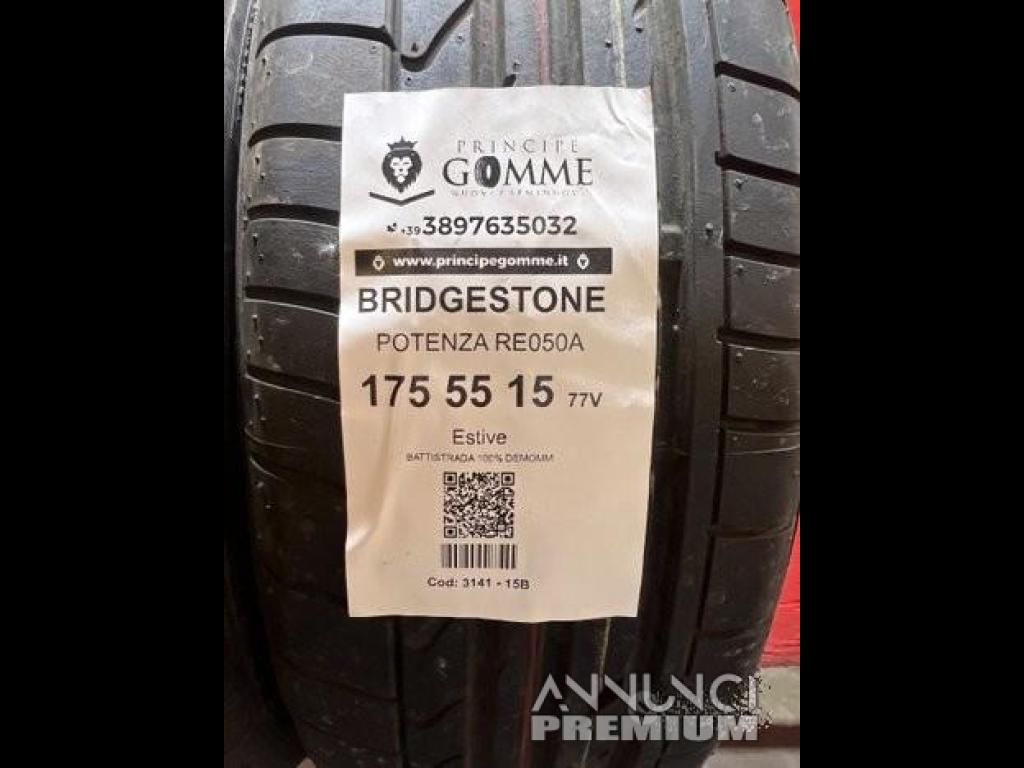 PRINCIPE
GOMME
+39 3897635032
www.principegomme.it
BRIDGESTONE
POTENZA RE050A
175 55 15 77V
Estive
BATTISTRADA 100% DEMOMM
Cod: 3141 - 15B
ANNUNCI
PREMIUM